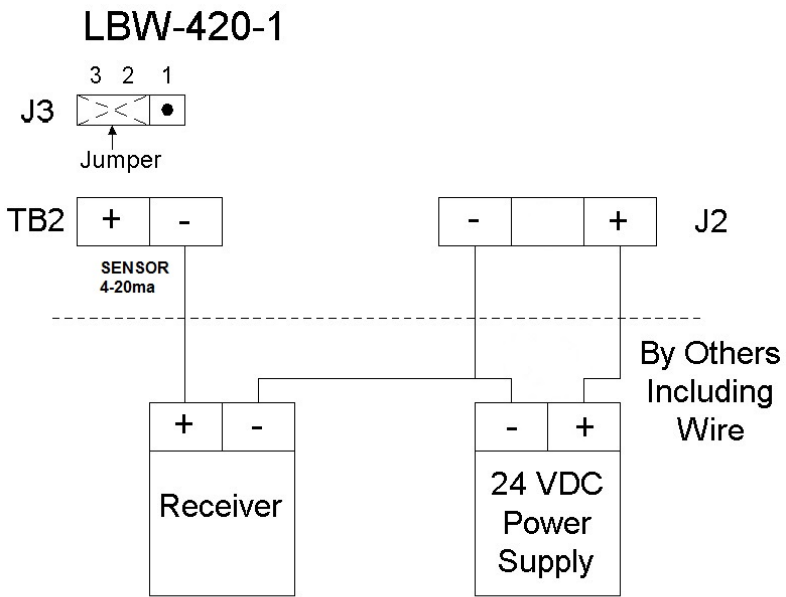 LBW-420-1
3 2 1
J3
Jumper
TB2 + - - + J2
SENSOR
4-20ma
By Others
Including
Wire
+ - - +
Receiver
24 VDC
Power
Supply